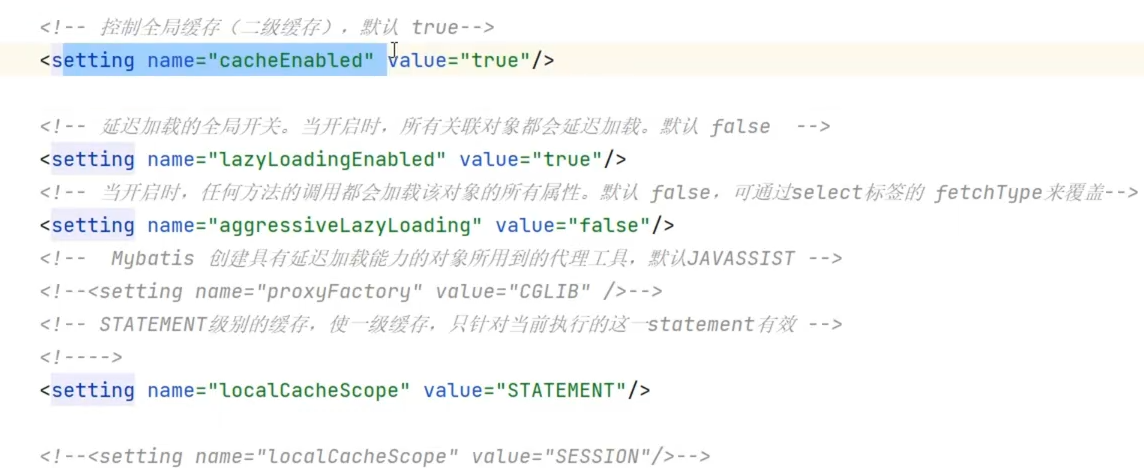 <!-- 控制全局缓存（二级缓存），默认 true-->
<setting name="cacheEnabled" value="true"/>
<!-- 延迟加载的全局开关。当开启时，所有关联对象都会延迟加载。默认 false  -->
<setting name="lazyLoadingEnabled" value="true"/>
<!-- 当开启时，任何方法的调用都会加载该对象的所有属性。默认 false，可通过select标签的 fetchType来覆盖-->
<setting name="aggressiveLazyLoading" value="false"/>
<!--  Mybatis 创建具有延迟加载能力的对象所用到的代理工具，默认JAVASSIST -->
<!--<setting name="proxyFactory" value="CGLIB" />-->
<!-- STATEMENT级别的缓存，使一级缓存，只针对当前执行的这一statement有效 -->
<!---->
<setting name="localCacheScope" value="STATEMENT"/>
<!--<setting name="localCacheScope" value="SESSION"/>-->